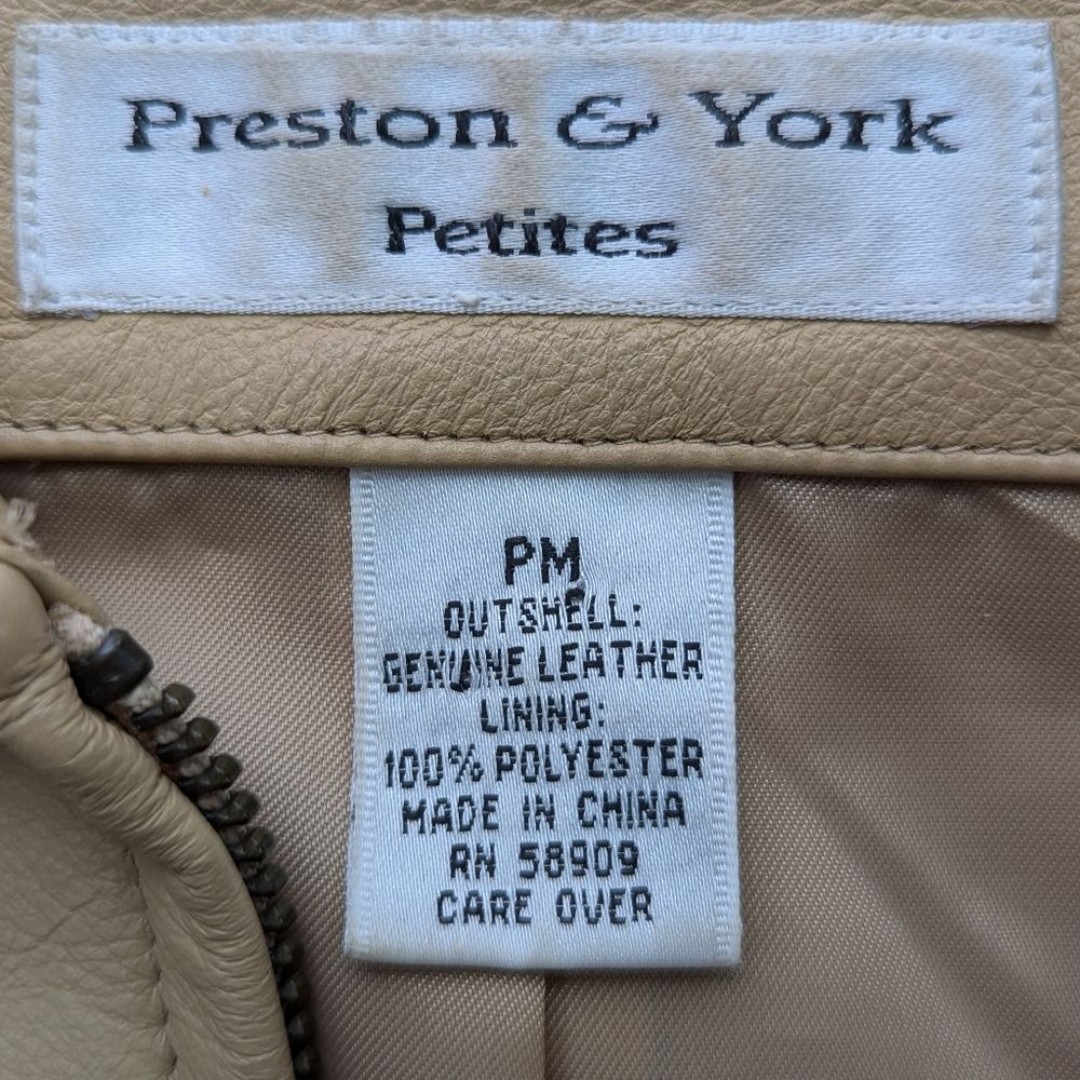 Preston & York
Petites
PM
OUTSHELL:
GENUINE LEATHER
LINING:
100% POLYESTER
MADE IN CHINA
RN 58909
CARE OVER